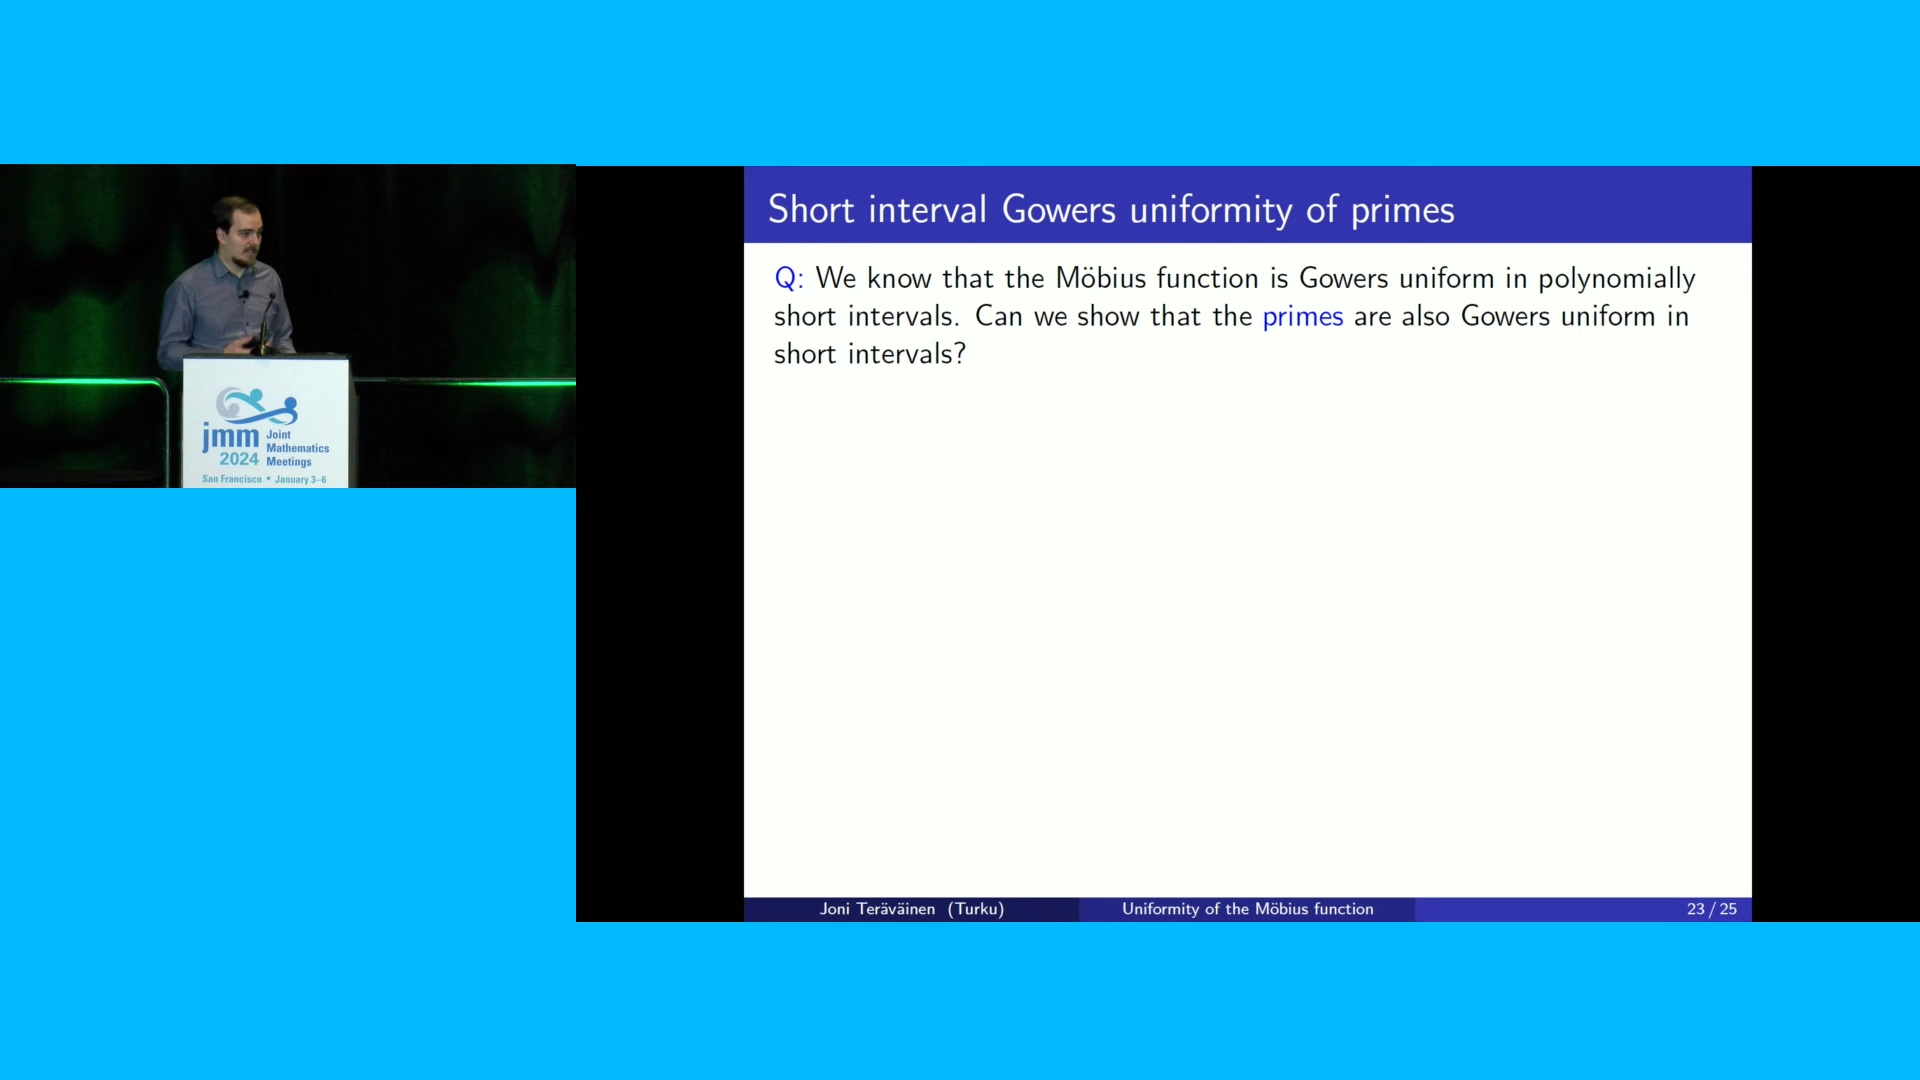 Short interval Gowers uniformity of primes
Q: We know that the Möbius function is Gowers uniform in polynomially
short intervals. Can we show that the primes are also Gowers uniform in
short intervals?
jmm Joint
Mathematics
2024 Meetings
San Francisco • January 3–6
Joni Teräväinen (Turku)
Uniformity of the Möbius function
23 / 25